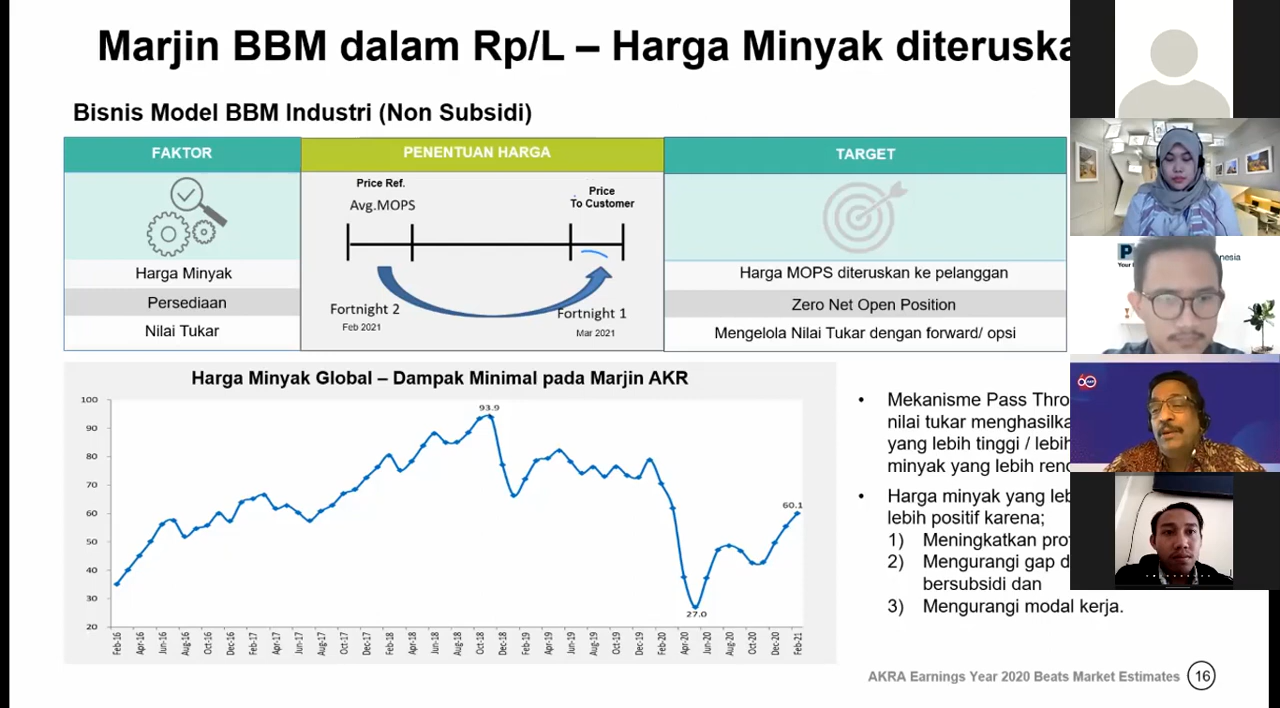 Marjin BBM dalam Rp/L – Harga Minyak diteruska
Bisnis Model BBM Industri (Non Subsidi)
FAKTOR
PENENTUAN HARGA
TARGET
Price Ref.
Avg.MOPS
Price
To Customer
Fortnight 2
Feb 2021
Fortnight 1
Mar 2021
Harga Minyak
Persediaan
Nilai Tukar
Harga MOPS diteruskan ke pelanggan
Zero Net Open Position
Mengelola Nilai Tukar dengan forward/ opsi
Harga Minyak Global – Dampak Minimal pada Marjin AKR
100
90
80
70
60
50
40
30
20
93.9
27.0
60.1
Feb-16
Apr-16
Jun-16
Aug-16
Oct-16
Dec-16
Feb-17
Apr-17
Jun-17
Aug-17
Oct-17
Dec-17
Feb-18
Apr-18
Jun-18
Aug-18
Oct-18
Dec-18
Feb-19
Apr-19
Jun-19
Aug-19
Oct-19
Dec-19
Feb-20
Apr-20
Jun-20
Aug-20
Oct-20
Dec-20
Feb-21
• Mekanisme Pass Thro
nilai tukar menghasilka
yang lebih tinggi / lebih
minyak yang lebih
• Harga minyak yang leb
lebih positif karena;
1) Meningkatkan
2) Mengurangi gap d
bersubsidi dan
3) Mengurangi modal kerja.
AKRA Earnings Year 2020 Beats Market Estimates
16
60